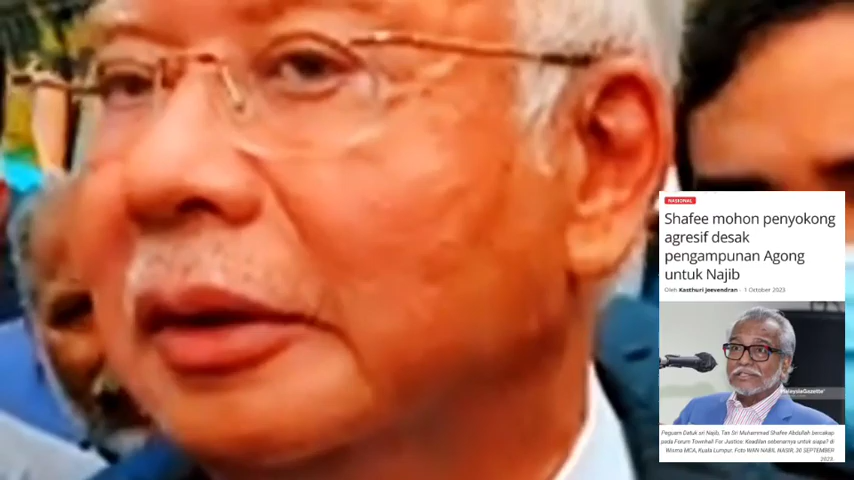 NASIONAL
Shafee mohon penyokong
agresif desak
pengampunan Agong
untuk Najib
Oleh Kasthuri Jeevendran - 1 October 2023
MalaysiaGazette
Peguam Datuk Sri Najib, Tan Sri Muhammad Shafee Abdullah bercakap
pada Forum Townhall For Justice: Keadilan sebenarnya untuk siapa? di
Wisma MCA, Kuala Lumpur. Foto WAN NABIL NASIR, 30 SEPTEMBER
2023.